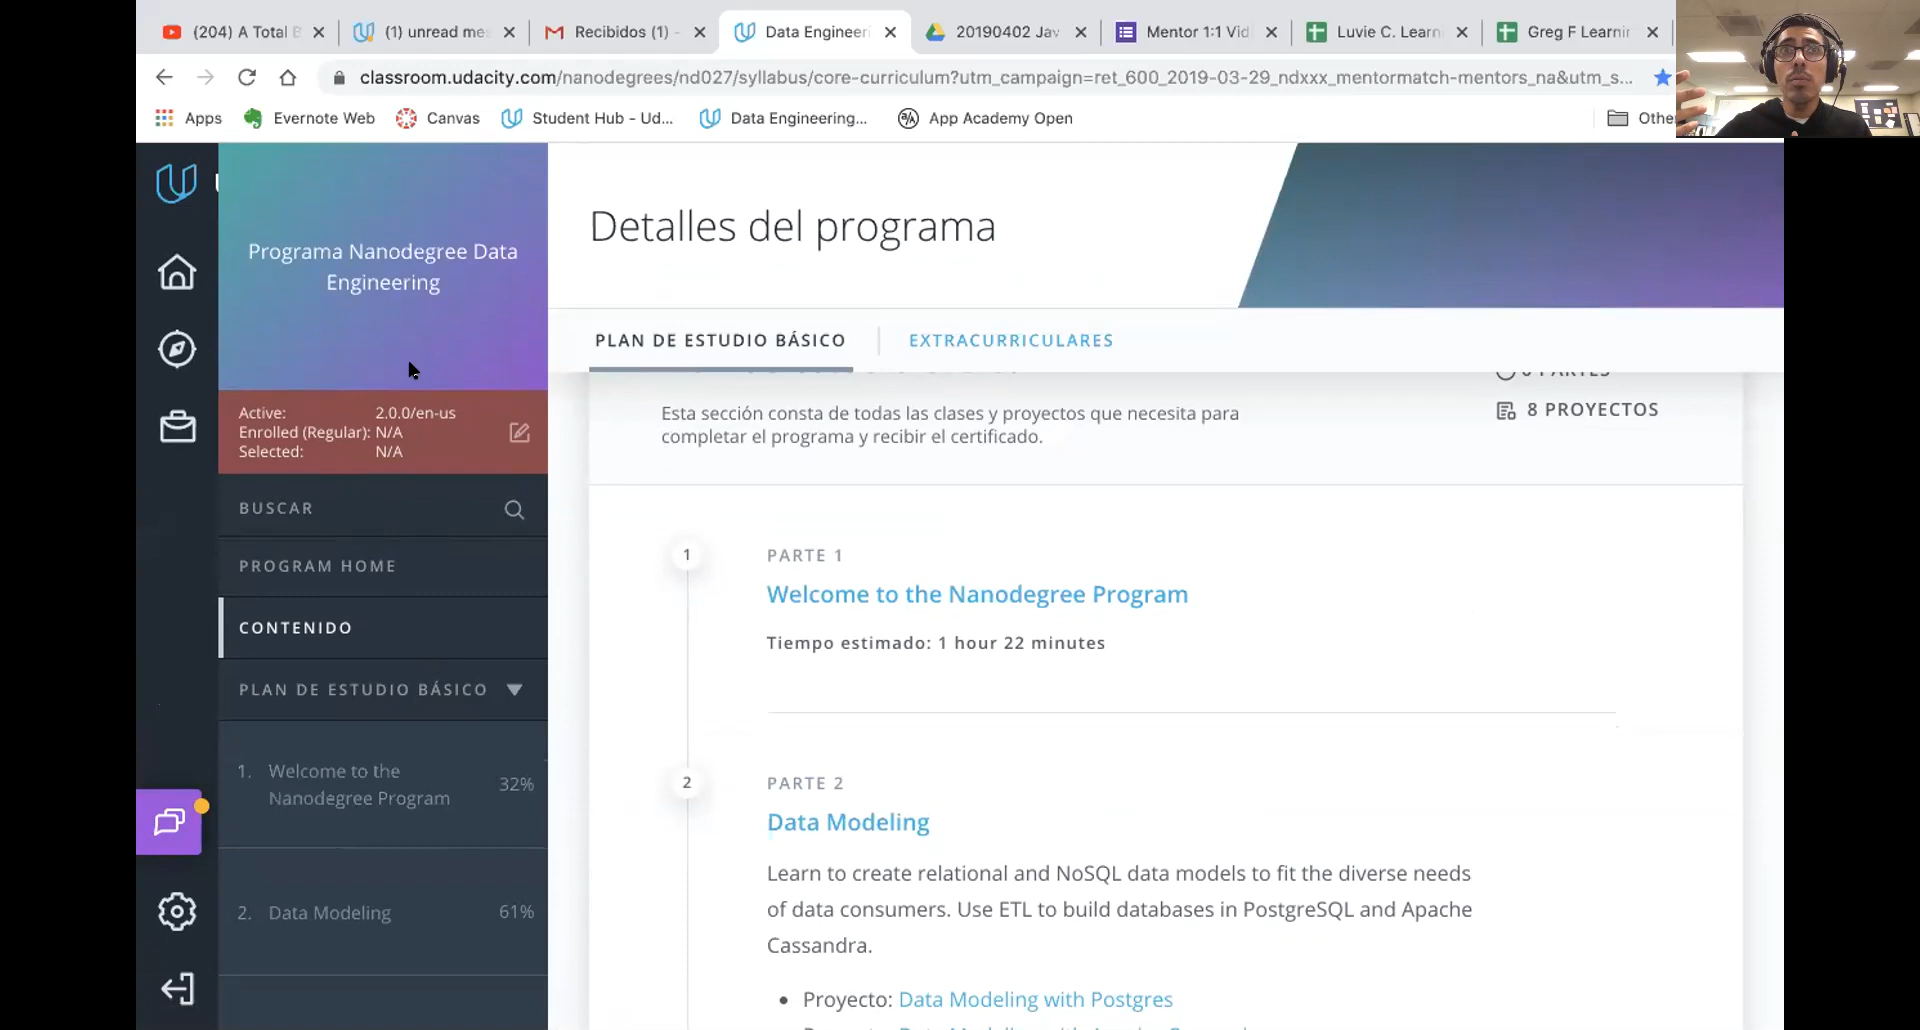 (204) A Total B
(1) unread me
Recibidos (1) -
Data Engineeri
20190402 Jav
Mentor 1:1 Vid
Luvie C. Learni
Greg F Learnin
classroom.udacity.com/nanodegrees/nd027/syllabus/core-curriculum?utm_campaign=ret_600_2019-03-29_ndxxx_mentormatch-mentors_na&utm_s...
Apps
Evernote Web
Canvas
Student Hub - Ud...
Data Engineering...
App Academy Open
Othe
Programa Nanodegree Data
Engineering
Active: 2.0.0/en-us
Enrolled (Regular): N/A
Selected: N/A
BUSCAR
PROGRAM HOME
CONTENIDO
PLAN DE ESTUDIO BÁSICO
1. Welcome to the
Nanodegree Program
32%
2. Data Modeling 61%
Detalles del programa
PLAN DE ESTUDIO BÁSICO
EXTRACURRICULARES
Esta sección consta de todas las clases y proyectos que necesita para
completar el programa y recibir el certificado.
PARTES
8 PROYECTOS
1
PARTE 1
Welcome to the Nanodegree Program
Tiempo estimado: 1 hour 22 minutes
2
PARTE 2
Data Modeling
Learn to create relational and NoSQL data models to fit the diverse needs
of data consumers. Use ETL to build databases in PostgreSQL and Apache
Cassandra.
Proyecto: Data Modeling with Postgres